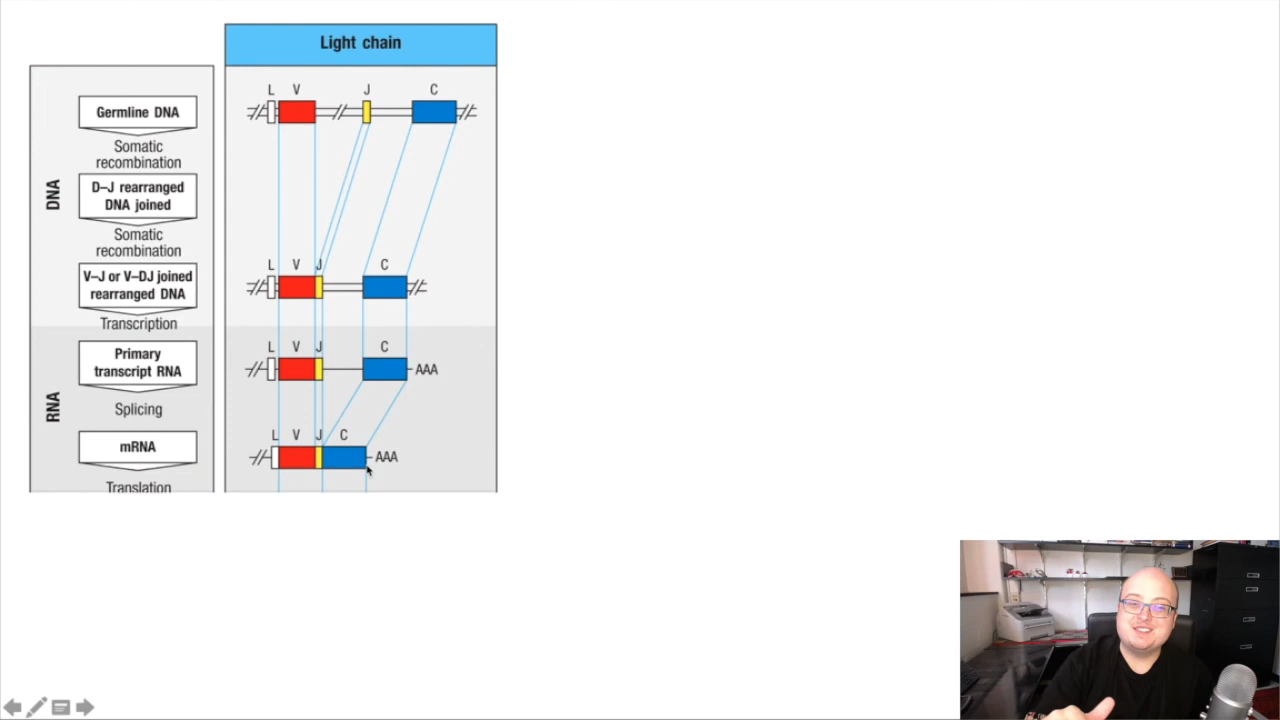 Light chain
DNA
Germline DNA
Somatic
recombination
D–J rearranged
DNA joined
Somatic
recombination
V–J or V–DJ joined
rearranged DNA
Transcription
RNA
Primary
transcript RNA
Splicing
mRNA
Translation
L V J C
L V J C
L V J C
AAA
L V J C
AAA